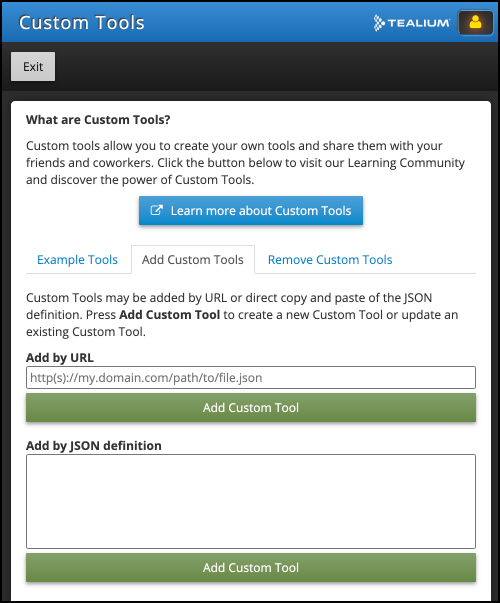 Custom Tools
TEALIUM
Exit
What are Custom Tools?
Custom tools allow you to create your own tools and share them with your
friends and coworkers. Click the button below to visit our Learning Community
and discover the power of Custom Tools.
Learn more about Custom Tools
Example Tools
Add Custom Tools
Remove Custom Tools
Custom Tools may be added by URL or direct copy and paste of the JSON
definition. Press Add Custom Tool to create a new Custom Tool or update an
existing Custom Tool.
Add by URL
http(s)://my.domain.com/path/to/file.json
Add Custom Tool
Add by JSON definition
Add Custom Tool